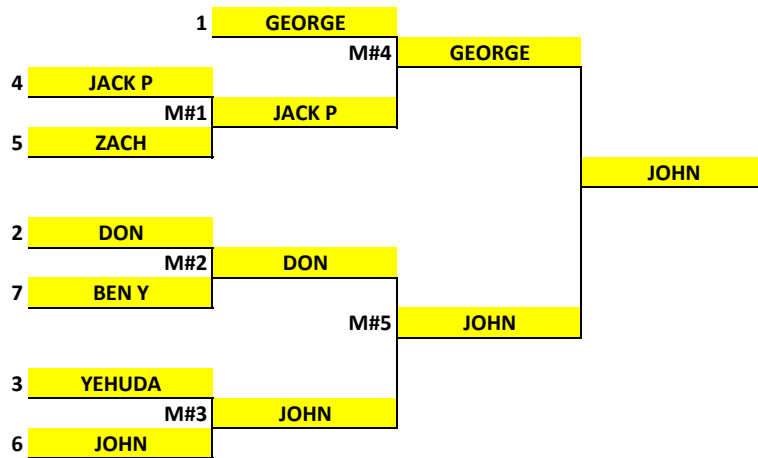 1 GEORGE
M#4 GEORGE
4 JACK P
M#1 JACK P
5 ZACH
JOHN
2 DON
M#2 DON
7 BEN Y
M#5 JOHN
3 YEHUDA
M#3 JOHN
6 JOHN